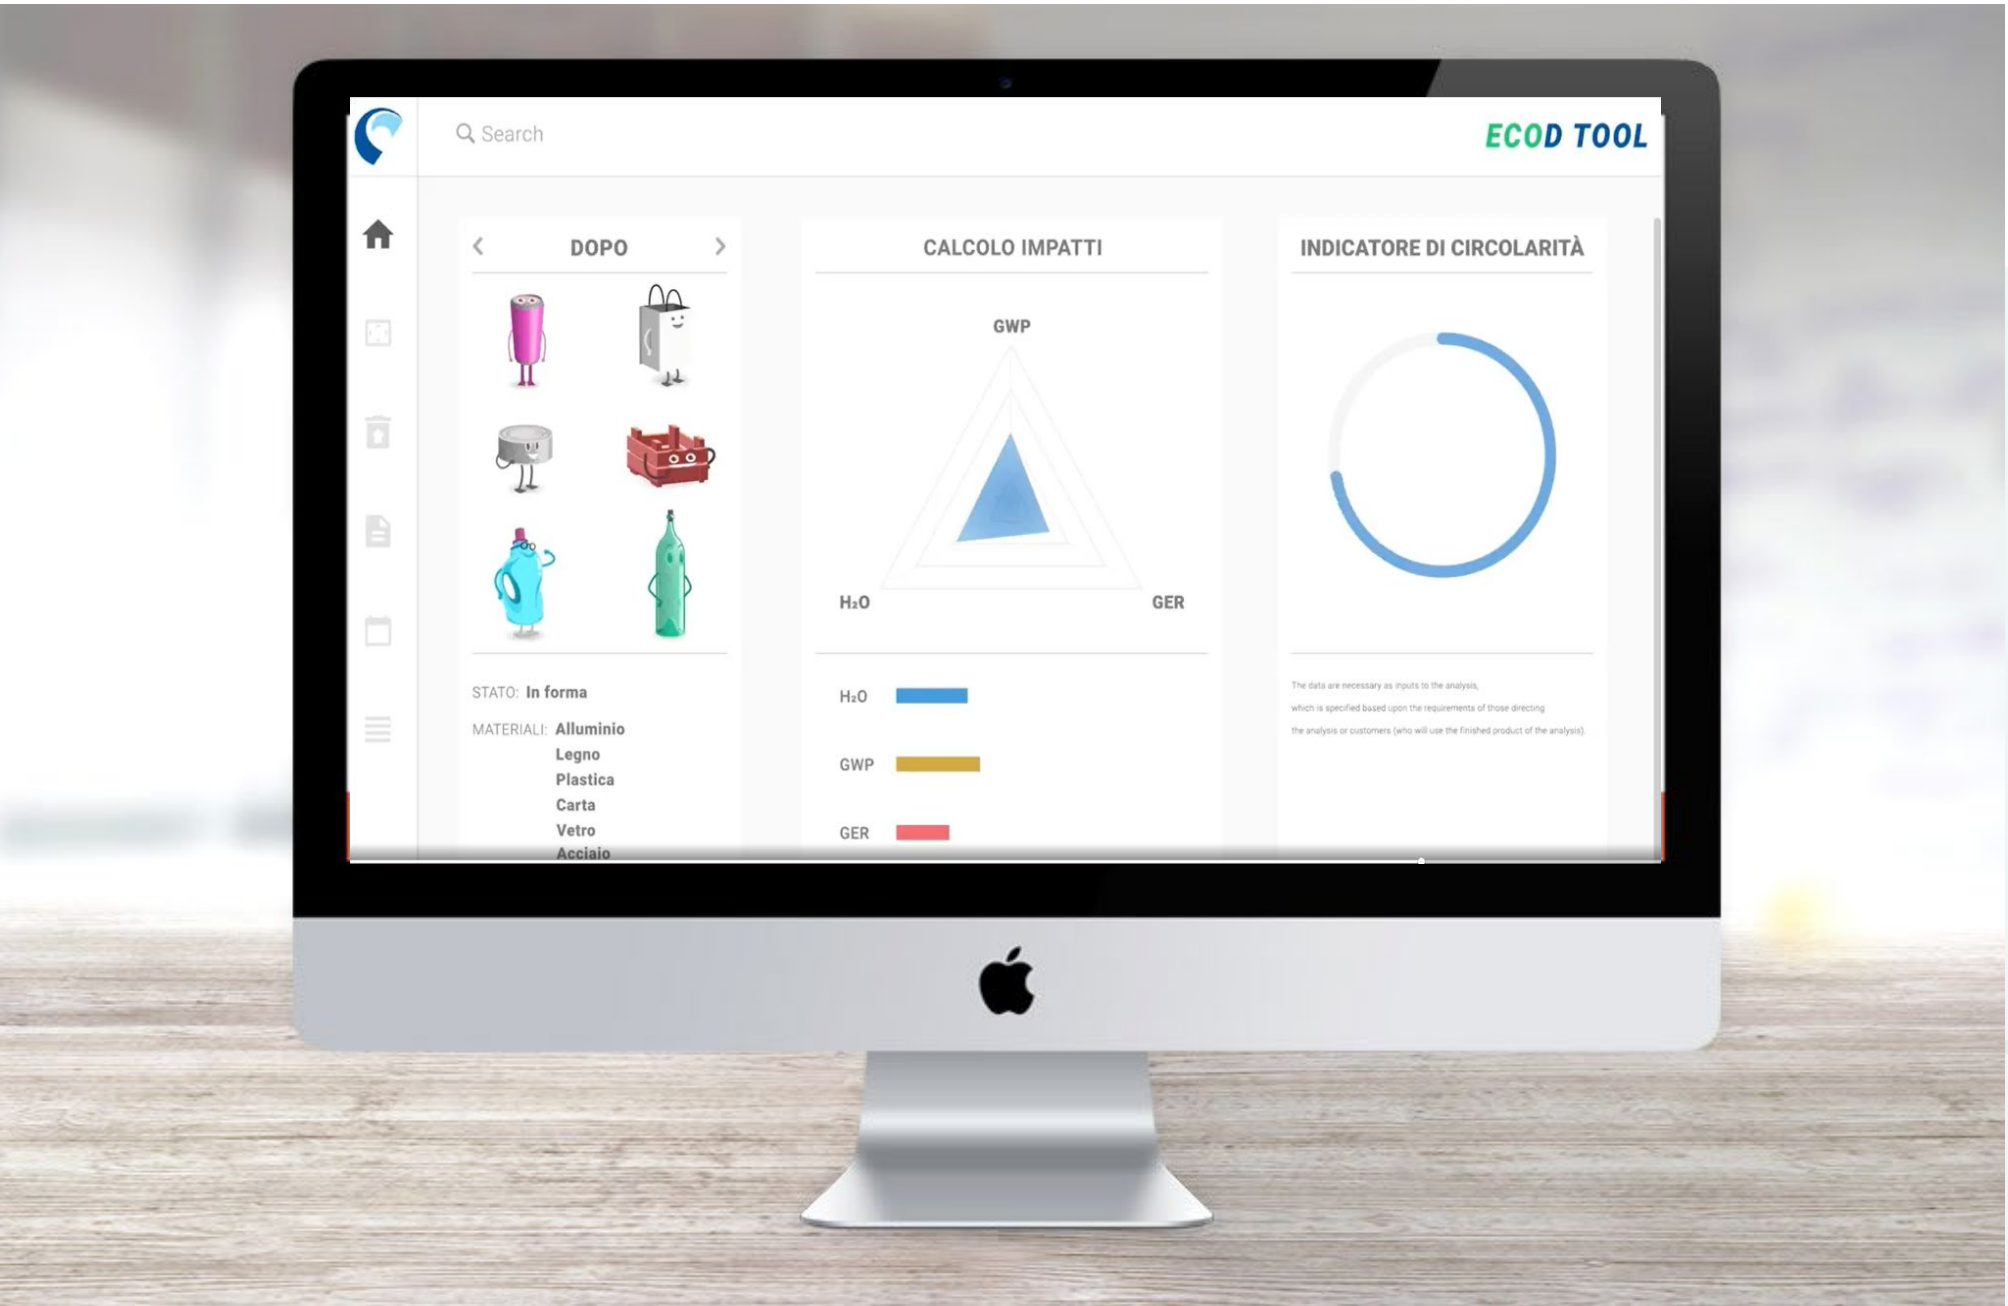 Search
ECOD TOOL
DOPO
STATO: In forma
MATERIALI: Alluminio
Legno
Plastica
Carta
Vetro
Acciaio
CALCOLO IMPATTI
GWP
H₂O
GER
H₂O
GWP
GER
INDICATORE DI CIRCOLARITÀ
The data are necessary as inputs to the analysis,
which is specified based upon the requirements of those directing
the analysis or customers (who will use the finished product of the analysis).